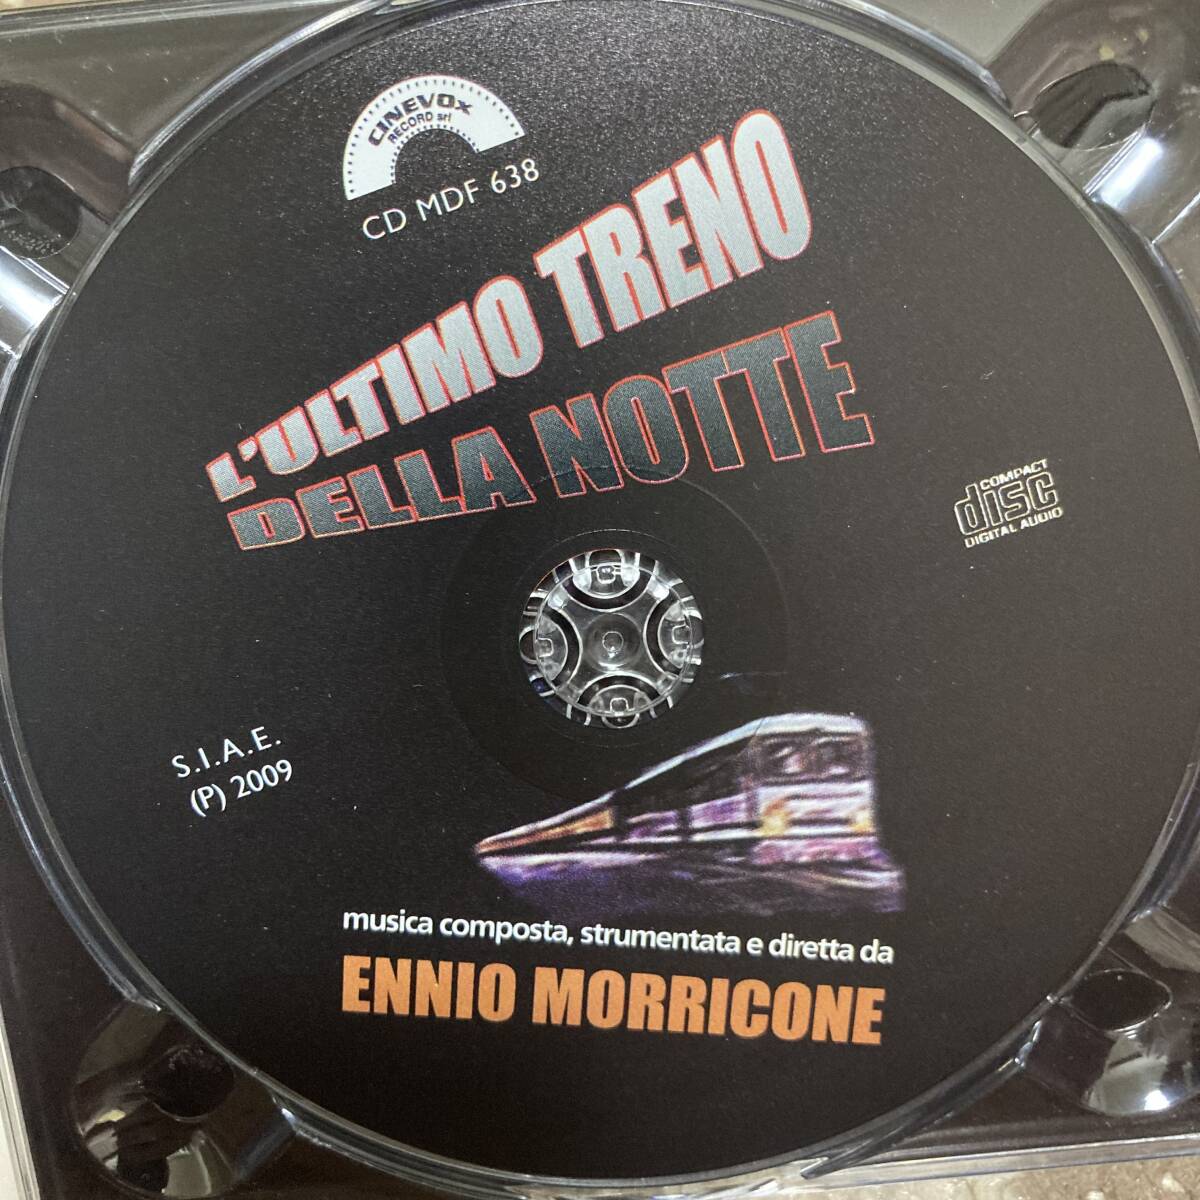 CINEVOX
RECORD srl
CD MDF 638
L'ULTIMO TRENO
DELLA NOTTE
COMPACT
disc
DIGITAL AUDIO
S.I.A.E.
(P) 2009
musica composta, strumentata e diretta da
ENNIO MORRICONE